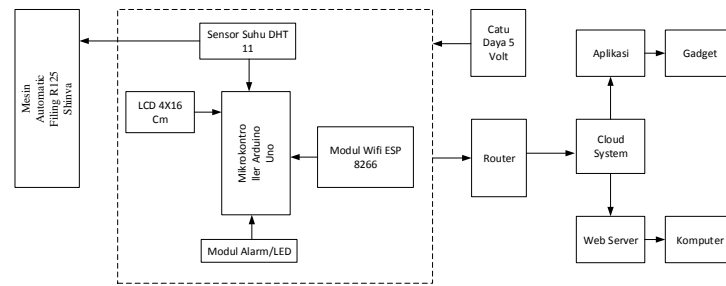 Mesin
Automatic
Filing R125
Shinva
Sensor Suhu DHT
11
LCD 4X16
Cm
Mikrokontro
ller Arduino
Uno
Modul Wifi ESP
8266
Modul Alarm/LED
Catu
Daya 5
Volt
Router
Aplikasi
Gadget
Cloud
System
Web Server
Komputer